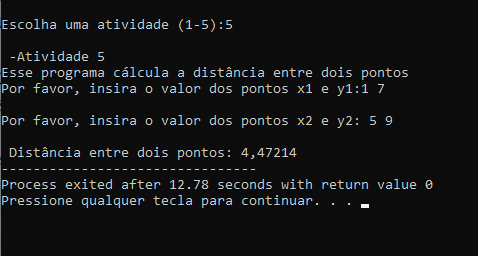 Escolha uma atividade (1-5):5
-Atividade 5
Esse programa cálcula a distância entre dois pontos
Por favor, insira o valor dos pontos x1 e y1:1 7
Por favor, insira o valor dos pontos x2 e y2: 5 9
Distância entre dois pontos: 4,47214
--------------------------------
Process exited after 12.78 seconds with return value 0
Pressione qualquer tecla para continuar. . .